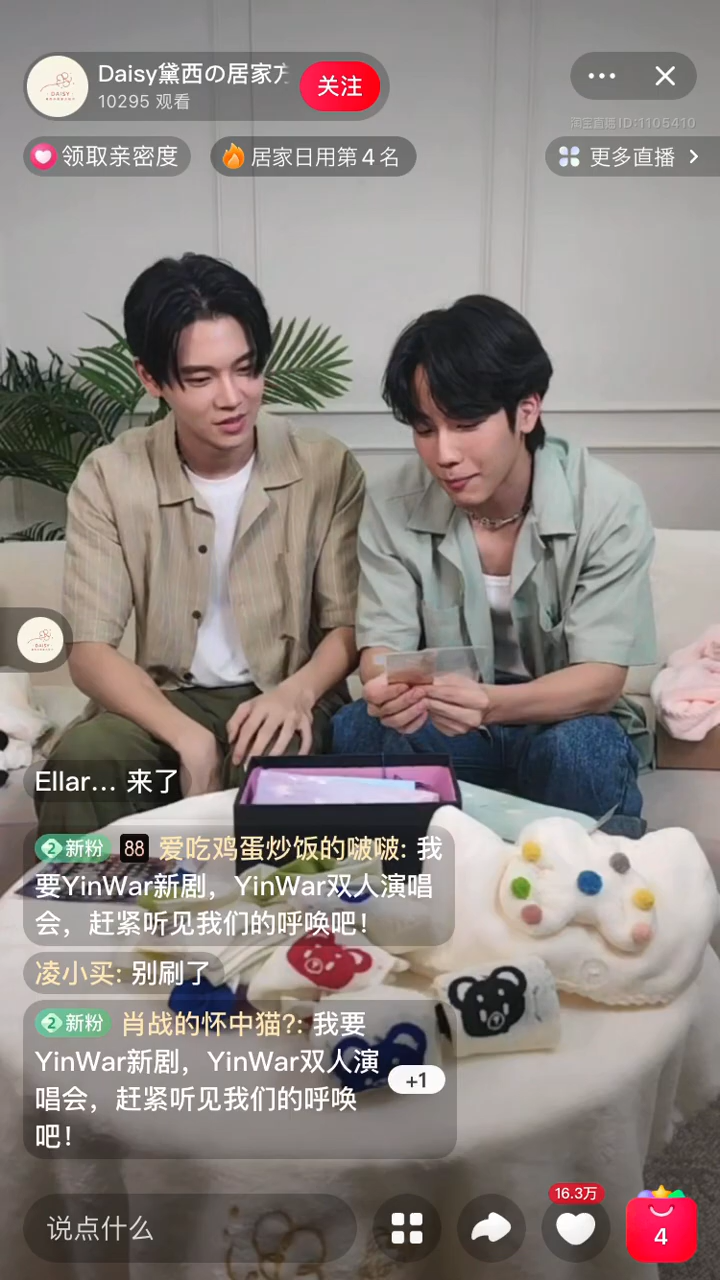 Daisy黛西の居家方
10295 观看
关注
淘宝直播ID:1105410
领取亲密度
居家日用第4名
更多直播
DAISY
Ellar... 来了
2 新粉 88 爱吃鸡蛋炒饭的啵啵: 我
要YinWar新剧，YinWar双人演唱
会，赶紧听见我们的呼唤吧！
凌小买: 别刷了
2 新粉 肖战的怀中猫?: 我要
YinWar新剧，YinWar双人演
唱会，赶紧听见我们的呼唤
吧！
+1
说点什么
16.3万
4